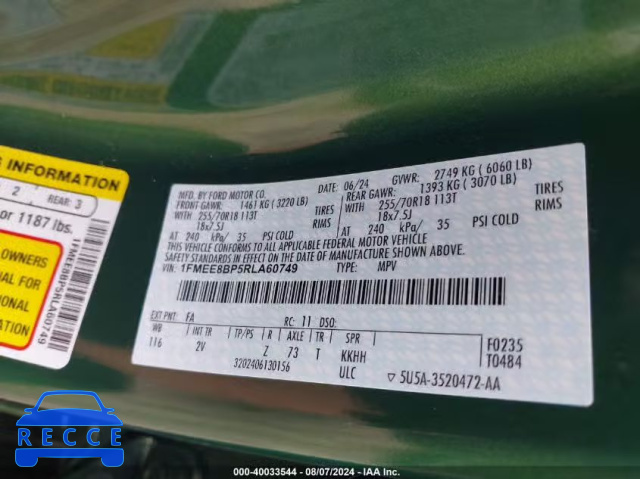 G INFORMATION
2 REAR: 3
or 1187 lbs.
OWNERS
ONAL
1FMEE8BP5RLA60749
MFD. BY FORD MOTOR CO.
DATE: 06/24 GVWR: 2749 KG ( 6060 LB)
FRONT GAWR: 1461 KG ( 3220 LB) REAR GAWR: 1393 KG ( 3070 LB)
WITH 255/70R18 113T TIRES WITH 255/70R18 113T TIRES
18x7.5J RIMS 18x7.5J RIMS
AT 240 kPa/ 35 PSI COLD AT 240 kPa/ 35 PSI COLD
THIS VEHICLE CONFORMS TO ALL APPLICABLE FEDERAL MOTOR VEHICLE
SAFETY STANDARDS IN EFFECT ON THE DATE OF MANUFACTURE SHOWN ABOVE.
VIN: 1FMEE8BP5RLA60749 TYPE: MPV
EXT PNT: FA RC: 11 DSO:
WB INT TR TP/PS R AXLE TR SPR F0235
116 2V Z 73 T KKHH T0484
320240613015​6 ULC ▽ 5U5A-3520472-AA
RECCE
000-40033544 - 08/07/2024 - IAA Inc.